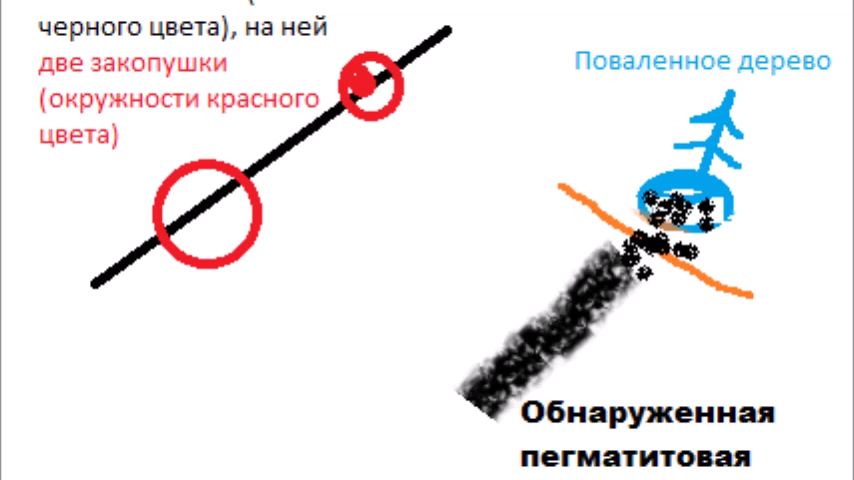 черного цвета), на ней
две закопушки
(окружности красного
цвета)
Поваленное дерево
Обнаруженная
пегматитовая